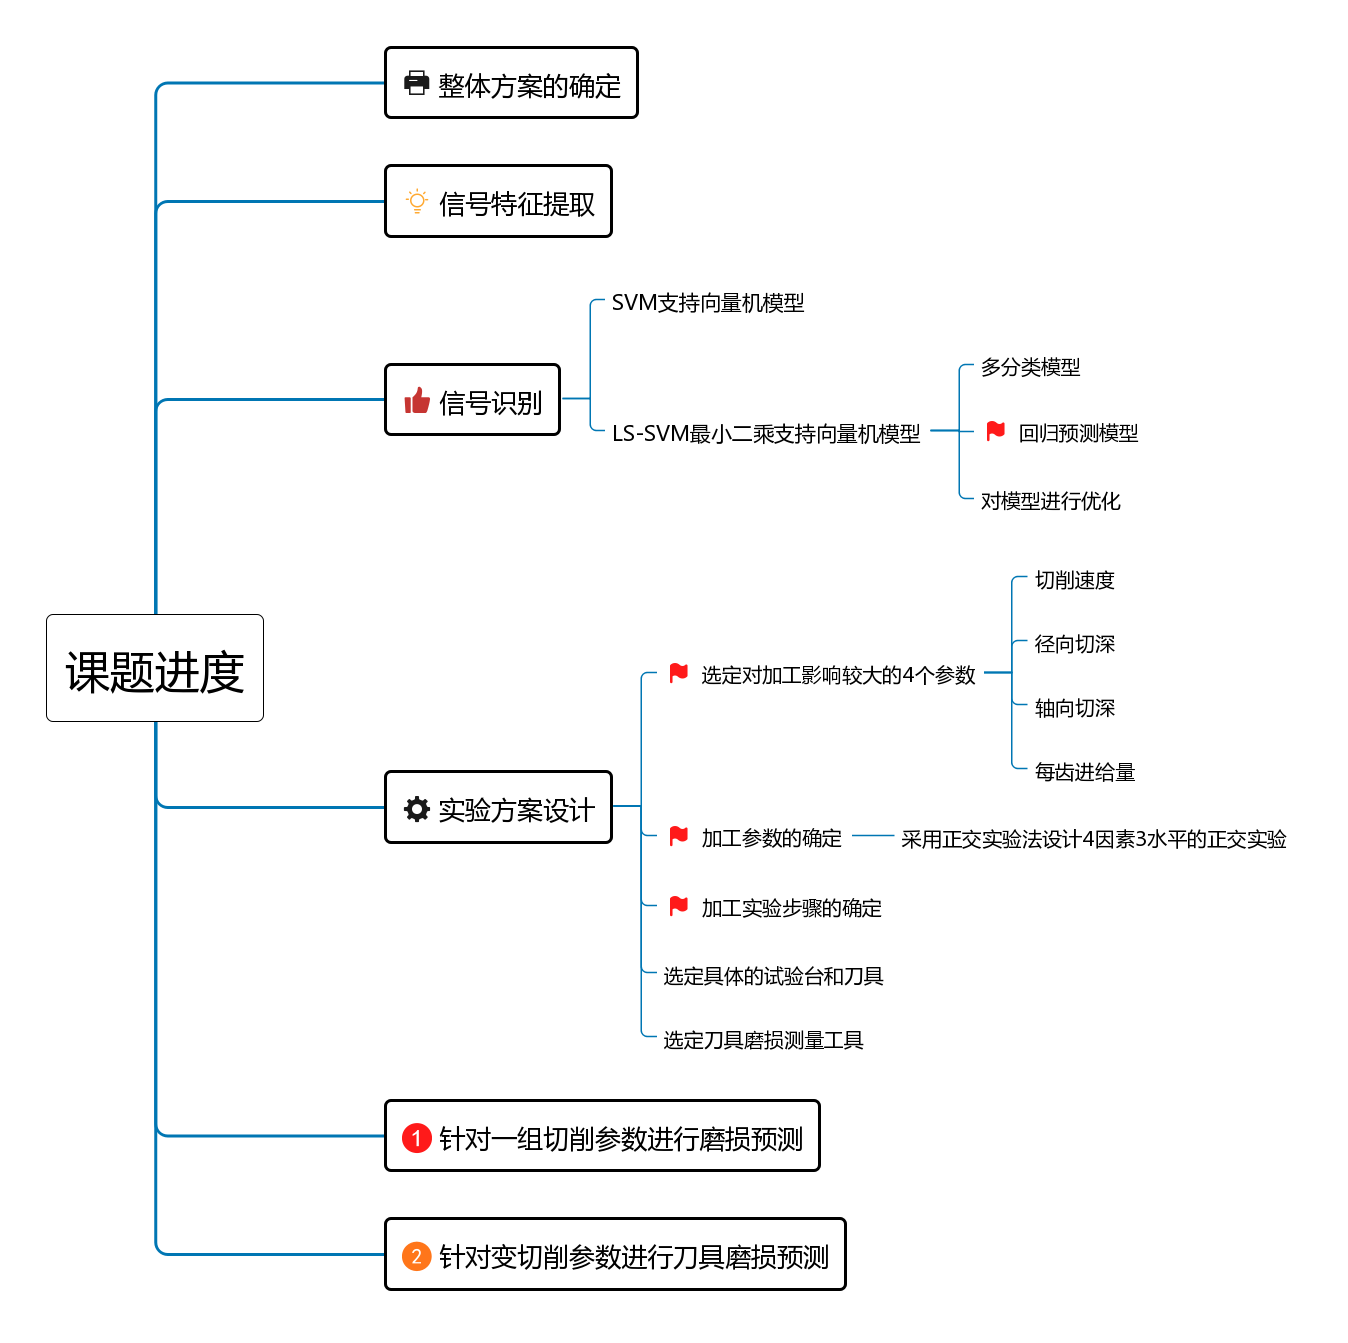 课题进度
整体方案的确定
信号特征提取
信号识别
SVM支持向量机模型
LS-SVM最小二乘支持向量机模型
多分类模型
回归预测模型
对模型进行优化
实验方案设计
选定对加工影响较大的4个参数
切削速度
径向切深
轴向切深
每齿进给量
加工参数的确定
采用正交实验法设计4因素3水平的正交实验
加工实验步骤的确定
选定具体的试验台和刀具
选定刀具磨损测量工具
1 针对一组切削参数进行磨损预测
2 针对变切削参数进行刀具磨损预测